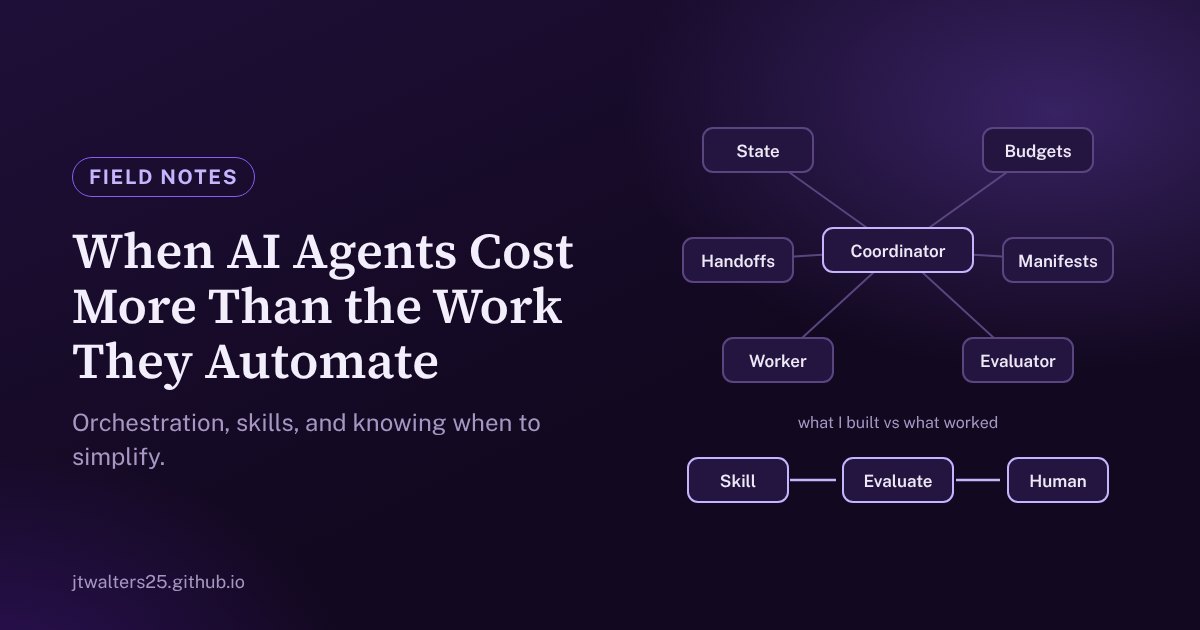 FIELD NOTES
When AI Agents Cost
More Than the Work
They Automate
Orchestration, skills, and knowing when to
simplify.
jtwalters25.github.io
State
Budgets
Handoffs
Coordinator
Manifests
Worker
Evaluator
what I built vs what worked
Skill
Evaluate
Human